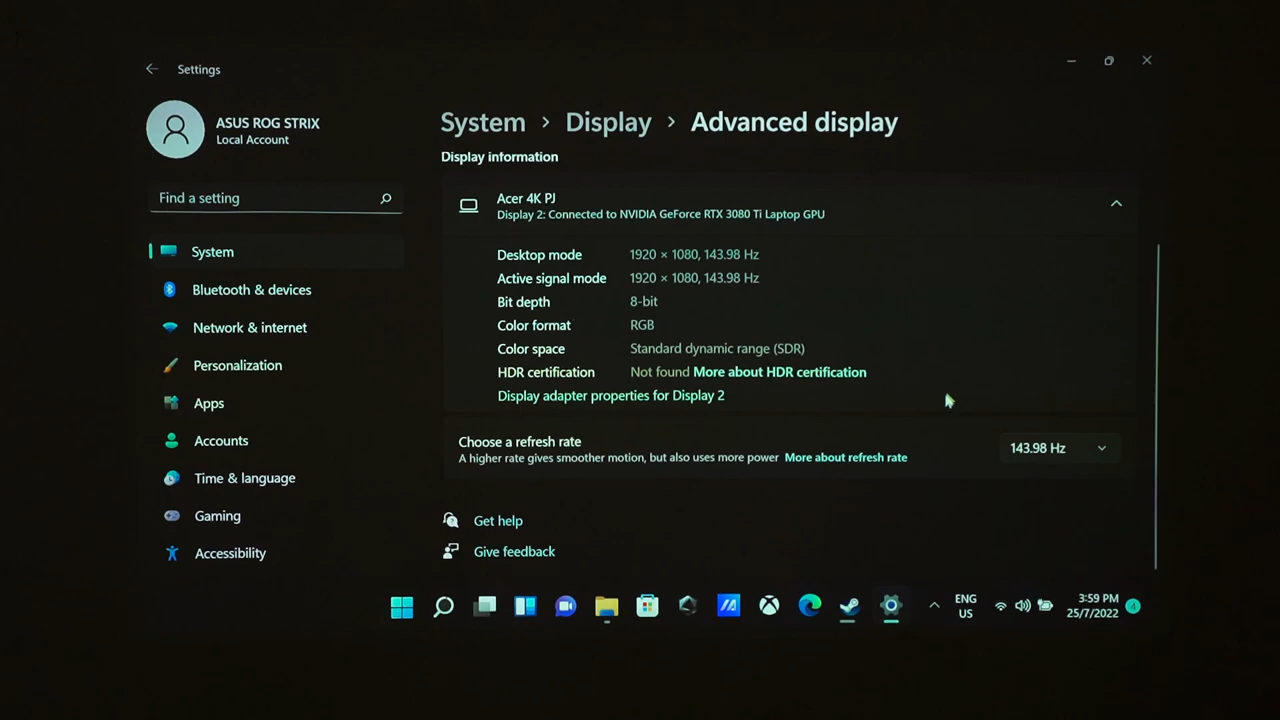 Settings
ASUS ROG STRIX
Local Account
Find a setting
System
Bluetooth & devices
Network & internet
Personalization
Apps
Accounts
Time & language
Gaming
Accessibility
System > Display > Advanced display
Display information
Acer 4K PJ
Display 2: Connected to NVIDIA GeForce RTX 3080 Ti Laptop GPU
Desktop mode 1920 × 1080, 143.98 Hz
Active signal mode 1920 × 1080, 143.98 Hz
Bit depth 8-bit
Color format RGB
Color space Standard dynamic range (SDR)
HDR certification Not found More about HDR certification
Display adapter properties for Display 2
Choose a refresh rate
A higher rate gives smoother motion, but also uses more power More about refresh rate
143.98 Hz
Get help
Give feedback
ENG
US
3:59 PM
25/7/2022
4